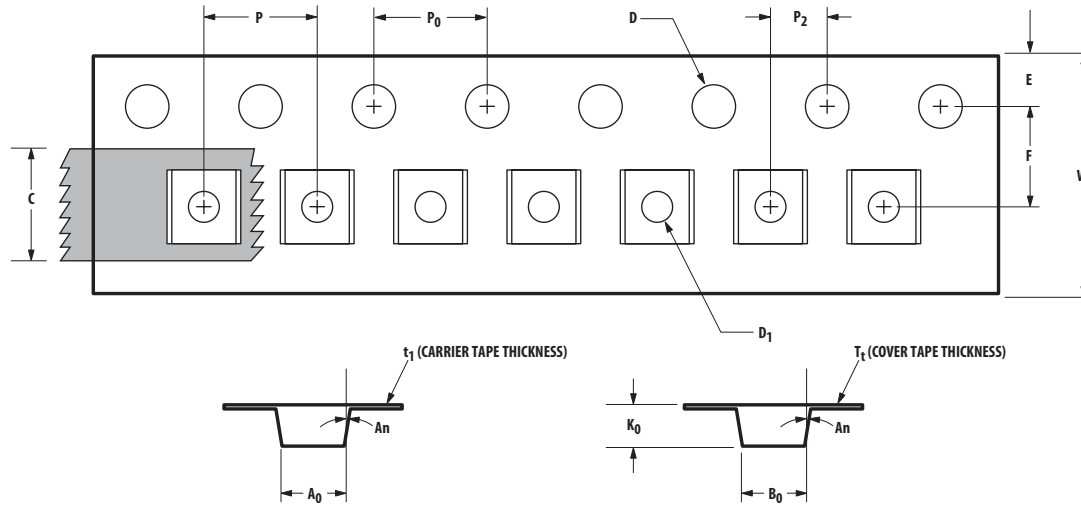 P
P0
D
P2
E
F
W
C
D1
t1 (CARRIER TAPE THICKNESS)
Tt (COVER TAPE THICKNESS)
An
K0
An
A0
B0